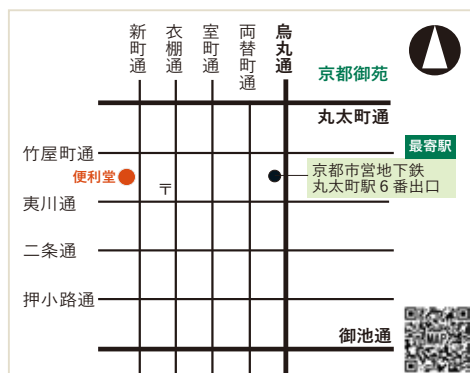 新町通
衣棚通
室町通
両替町通
烏丸通
京都御苑
丸太町通
竹屋町通
最寄駅
便利堂
〒
京都市営地下鉄
丸太町駅6番出口
夷川通
二条通
押小路通
御池通
MAP